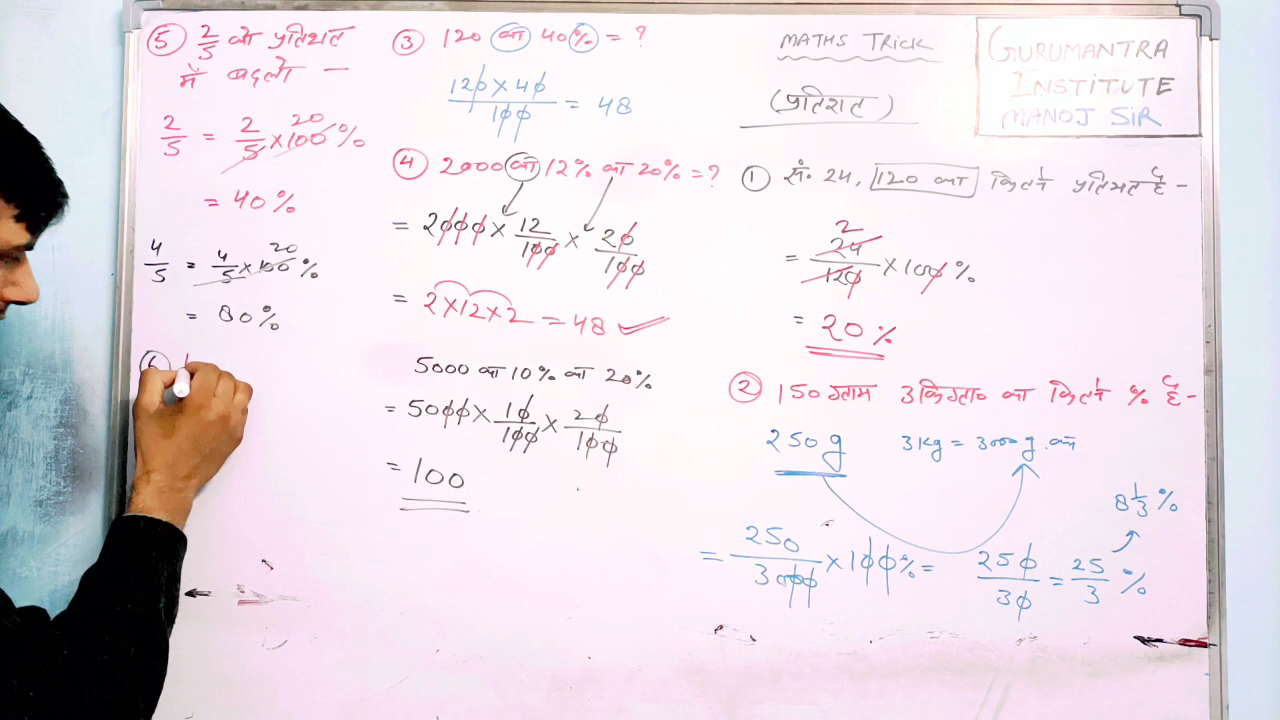 MATHS TRICK
(प्रतिशत)
GURUMANTRA
INSTITUTE
MANOJ SIR
① सं. 24, 120 का कितने प्रतिशत है -
= 24/120 × 100 %
2
= 20 %
② 150 ग्राम 3 किग्रा० का कितने % है -
250 g 3 Kg = 3000 g.
= 250/3000 × 100 % = 250/30 = 25/3 %
8 1/3 %
③ 120 का 40 % = ?
120 × 40/100 = 48
④ 2000 का 12% का 20% = ?
= 2000 × 12/100 × 20/100
= 2 × 12 × 2 = 48
5000 का 10% का 20%
= 5000 × 10/100 × 20/100
= 100
⑤ 2/5 को प्रतिशत
में बदलो -
2/5 = 2/5 × 100 %
20
= 40 %
4/5 = 4/5 × 100 %
20
= 80 %
⑥